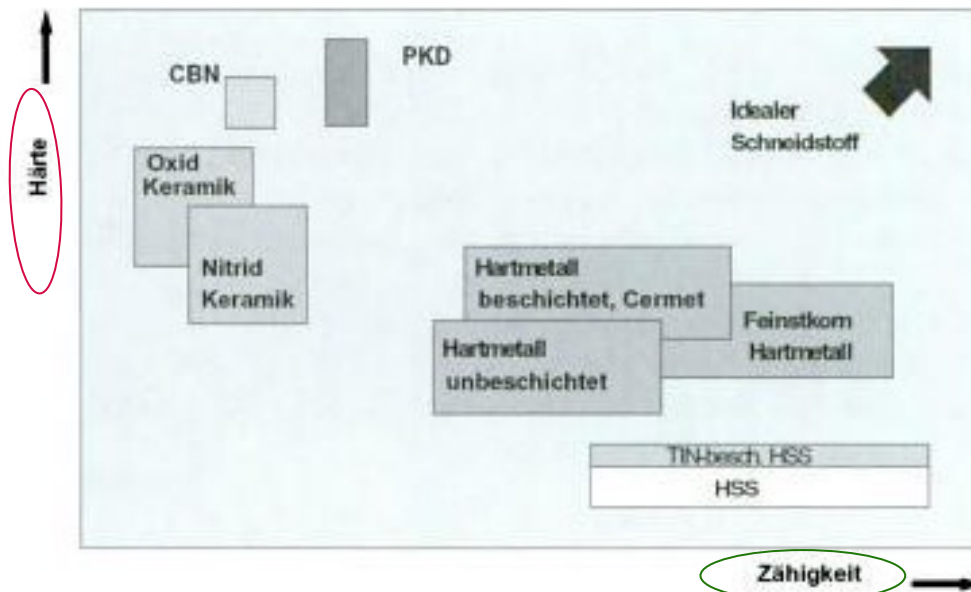 Härte
CBN
PKD
Idealer
Schneidstoff
Oxid
Keramik
Nitrid
Keramik
Hartmetall
beschichtet, Cermet
Feinstkorn
Hartmetall
Hartmetall
unbeschichtet
TIN-besch. HSS
HSS
Zähigkeit